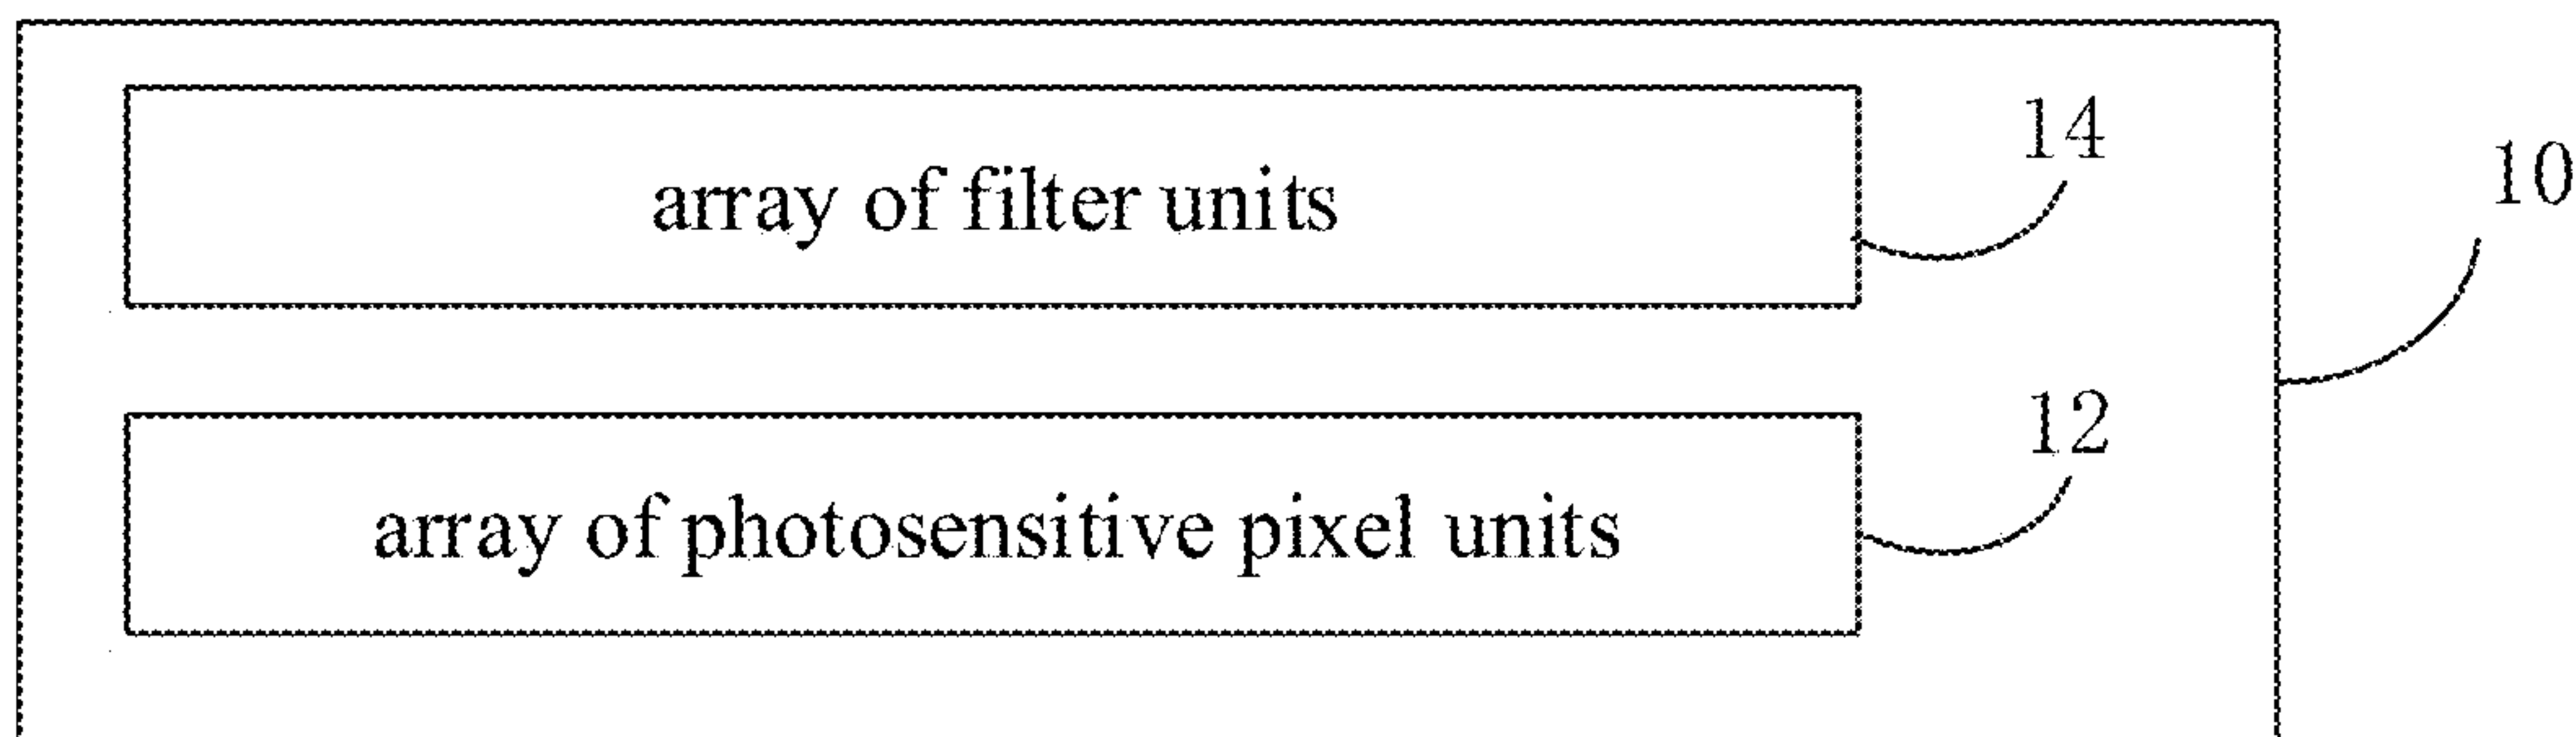 array of filter units
14
10
array of photosensitive pixel units
12